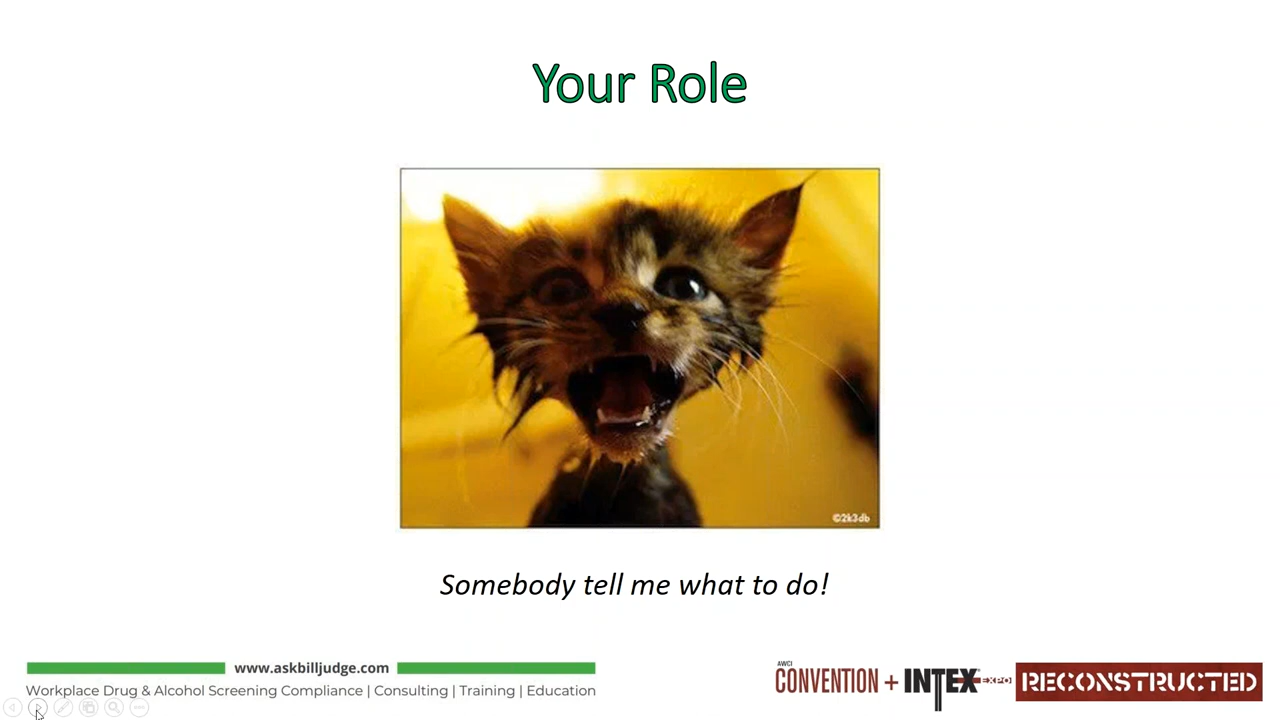 Your Role
©2k3db
Somebody tell me what to do!
www.askbilljudge.com
Workplace Drug & Alcohol Screening Compliance | Consulting | Training | Education
AWCI
CONVENTION + INTEX EXPO RECONSTRUCTED